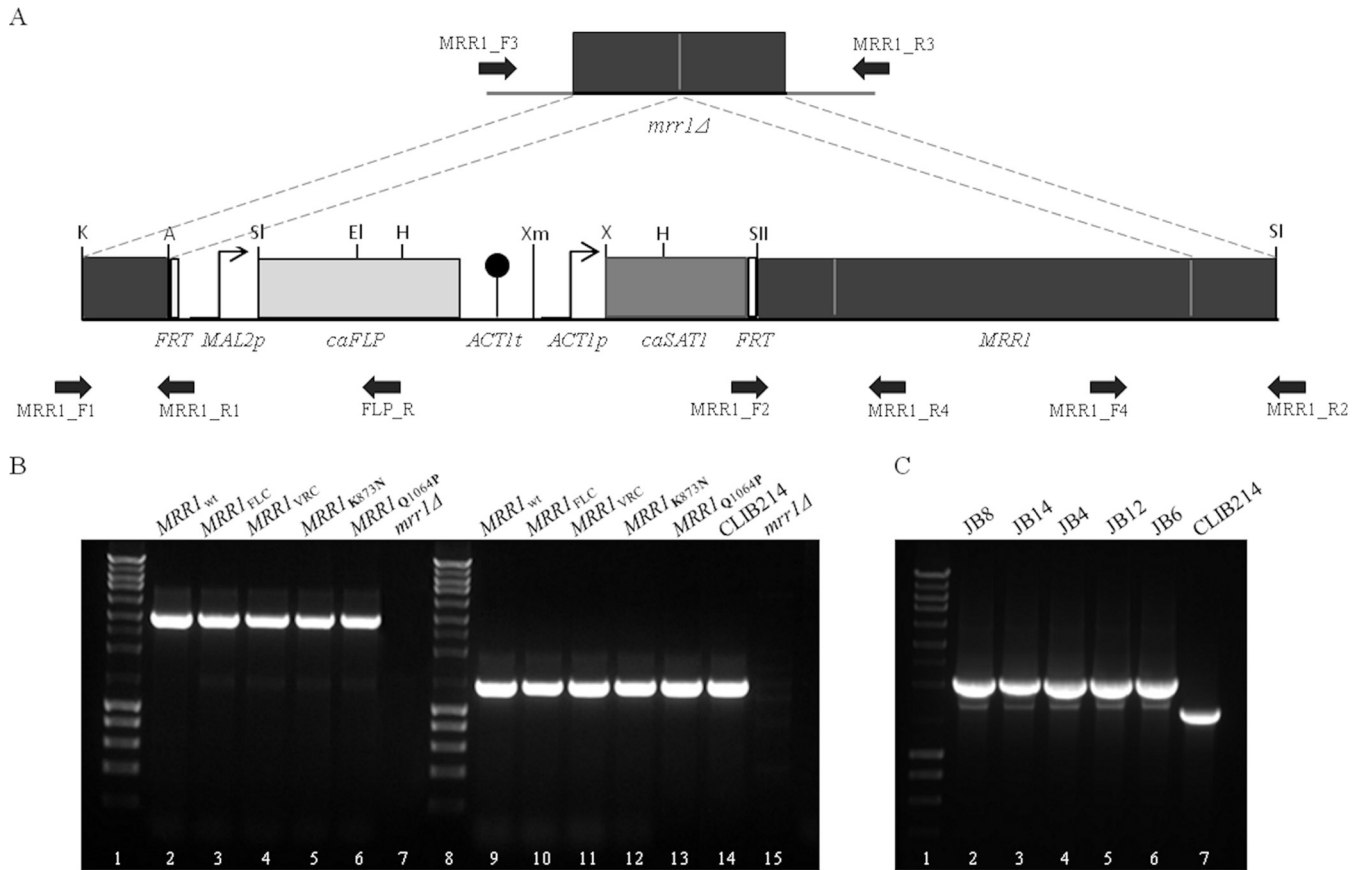 A
MRR1_F3
MRR1_R3
mrr1Δ
K
A
SI
EI
H
Xm
X
H
SII
SI
FRT
MAL2p
caFLP
ACT1t
ACT1p
caSAT1
FRT
MRR1
MRR1_F1
MRR1_R1
FLP_R
MRR1_F2
MRR1_R4
MRR1_F4
MRR1_R2
B
MRR1wt
MRR1FLC
MRR1VRC
MRR1K873N
MRR1Q1064P
mrr1Δ
MRR1wt
MRR1FLC
MRR1VRC
MRR1K873N
MRR1Q1064P
CLIB214
mrr1Δ
1 2 3 4 5 6 7 8 9 10 11 12 13 14 15
C
JB8
JB14
JB4
JB12
JB6
CLIB214
1 2 3 4 5 6 7